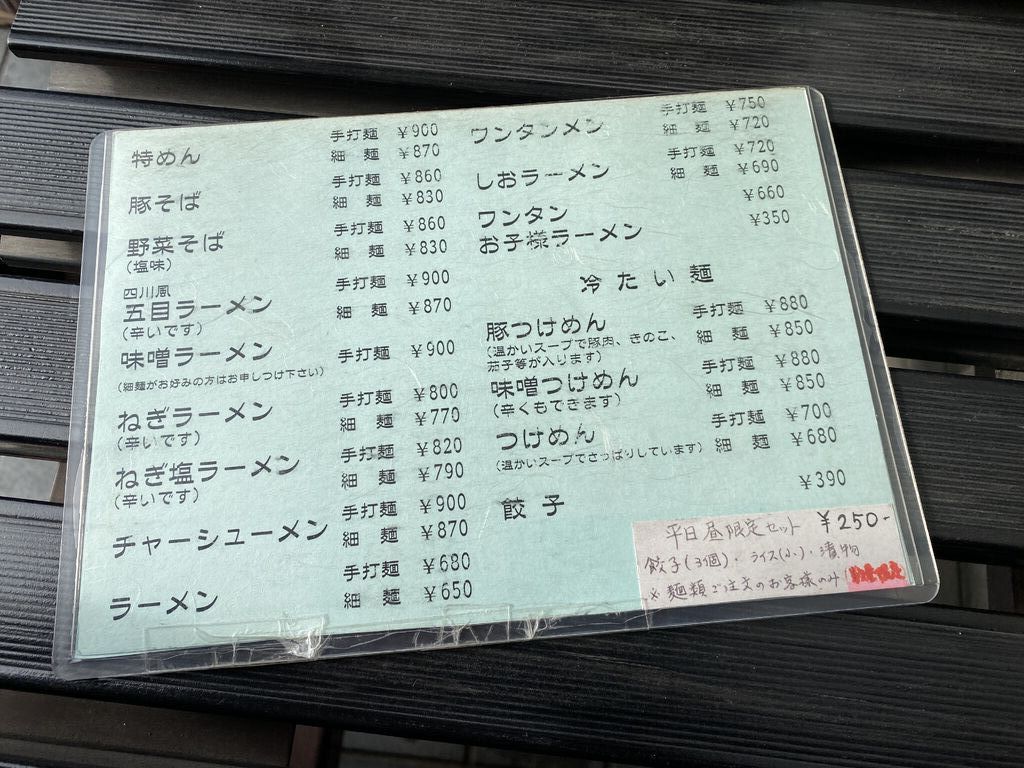 特めん 手打麺 ￥900
細 麺 ￥870
豚そば 手打麺 ￥860
細 麺 ￥830
野菜そば 手打麺 ￥860
(塩味) 細 麺 ￥830
四川風
五目ラーメン 手打麺 ￥900
(辛いです) 細 麺 ￥870
味噌ラーメン 手打麺 ￥900
(細麺がお好みの方はお申しつけ下さい)
ねぎラーメン 手打麺 ￥800
(辛いです) 細 麺 ￥770
ねぎ塩ラーメン 手打麺 ￥820
(辛いです) 細 麺 ￥790
チャーシューメン 手打麺 ￥900
細 麺 ￥870
ラーメン 手打麺 ￥680
細 麺 ￥650
ワンタンメン 手打麺 ￥750
細 麺 ￥720
しおラーメン 手打麺 ￥720
細 麺 ￥690
ワンタン ￥660
お子様ラーメン ￥350
冷たい麺
豚つけめん 手打麺 ￥880
(温かいスープで豚肉、きのこ、 細 麺 ￥850
茄子等が入ります)
味噌つけめん 手打麺 ￥880
(辛くもできます) 細 麺 ￥850
つけめん 手打麺 ￥700
(温かいスープでさっぱりしています) 細 麺 ￥680
餃子 ￥390
平日昼限定セット ￥250-
餃子(3個)・ライス(小)・漬物
※麺類ご注文のお客様のみ